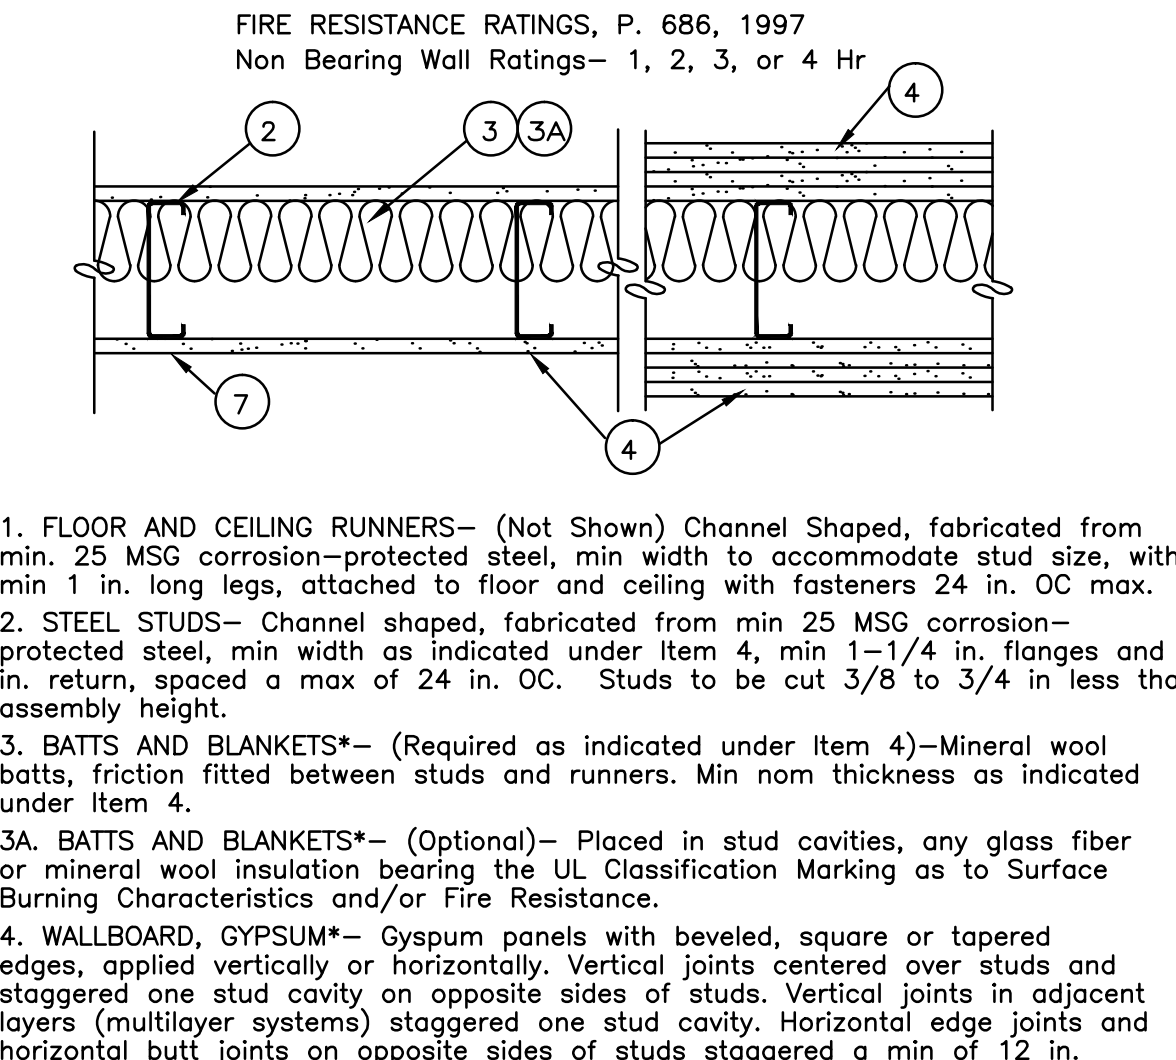 FIRE RESISTANCE RATINGS, P. 686, 1997
Non Bearing Wall Ratings– 1, 2, 3, or 4 Hr
4
2
3
3A
7
4
1. FLOOR AND CEILING RUNNERS– (Not Shown) Channel Shaped, fabricated from
min. 25 MSG corrosion–protected steel, min width to accommodate stud size, with
min 1 in. long legs, attached to floor and ceiling with fasteners 24 in. OC max.
2. STEEL STUDS– Channel shaped, fabricated from min 25 MSG corrosion–
protected steel, min width as indicated under Item 4, min 1–1/4 in. flanges and
in. return, spaced a max of 24 in. OC. Studs to be cut 3/8 to 3/4 in less
assembly height.
3. BATTS AND BLANKETS*– (Required as indicated under Item 4)–Mineral wool
batts, friction fitted between studs and runners. Min nom thickness as indicated
under Item 4.
3A. BATTS AND BLANKETS*– (Optional)– Placed in stud cavities, any glass fiber
or mineral wool insulation bearing the UL Classification Marking as to Surface
Burning Characteristics and/or Fire Resistance.
4. WALLBOARD, GYPSUM*– Gyspum panels with beveled, square or tapered
edges, applied vertically or horizontally. Vertical joints centered over studs and
staggered one stud cavity on opposite sides of studs. Vertical joints in adjacent
layers (multilayer systems) staggered one stud cavity. Horizontal edge joints and
horizontal butt joints on opposite sides of studs staggered a min of 12 in.